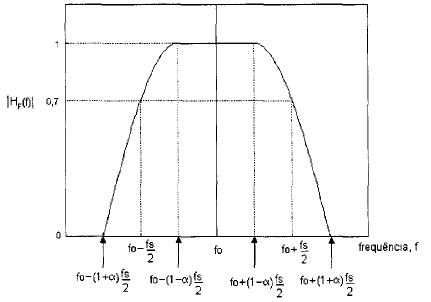 1
|H_F(f)|
0,7
0
fo−fs/2
fo
fo+fs/2
frequência, f
fo−(1+α)fs/2
fo−(1−α)fs/2
fo+(1−α)fs/2
fo+(1+α)fs/2